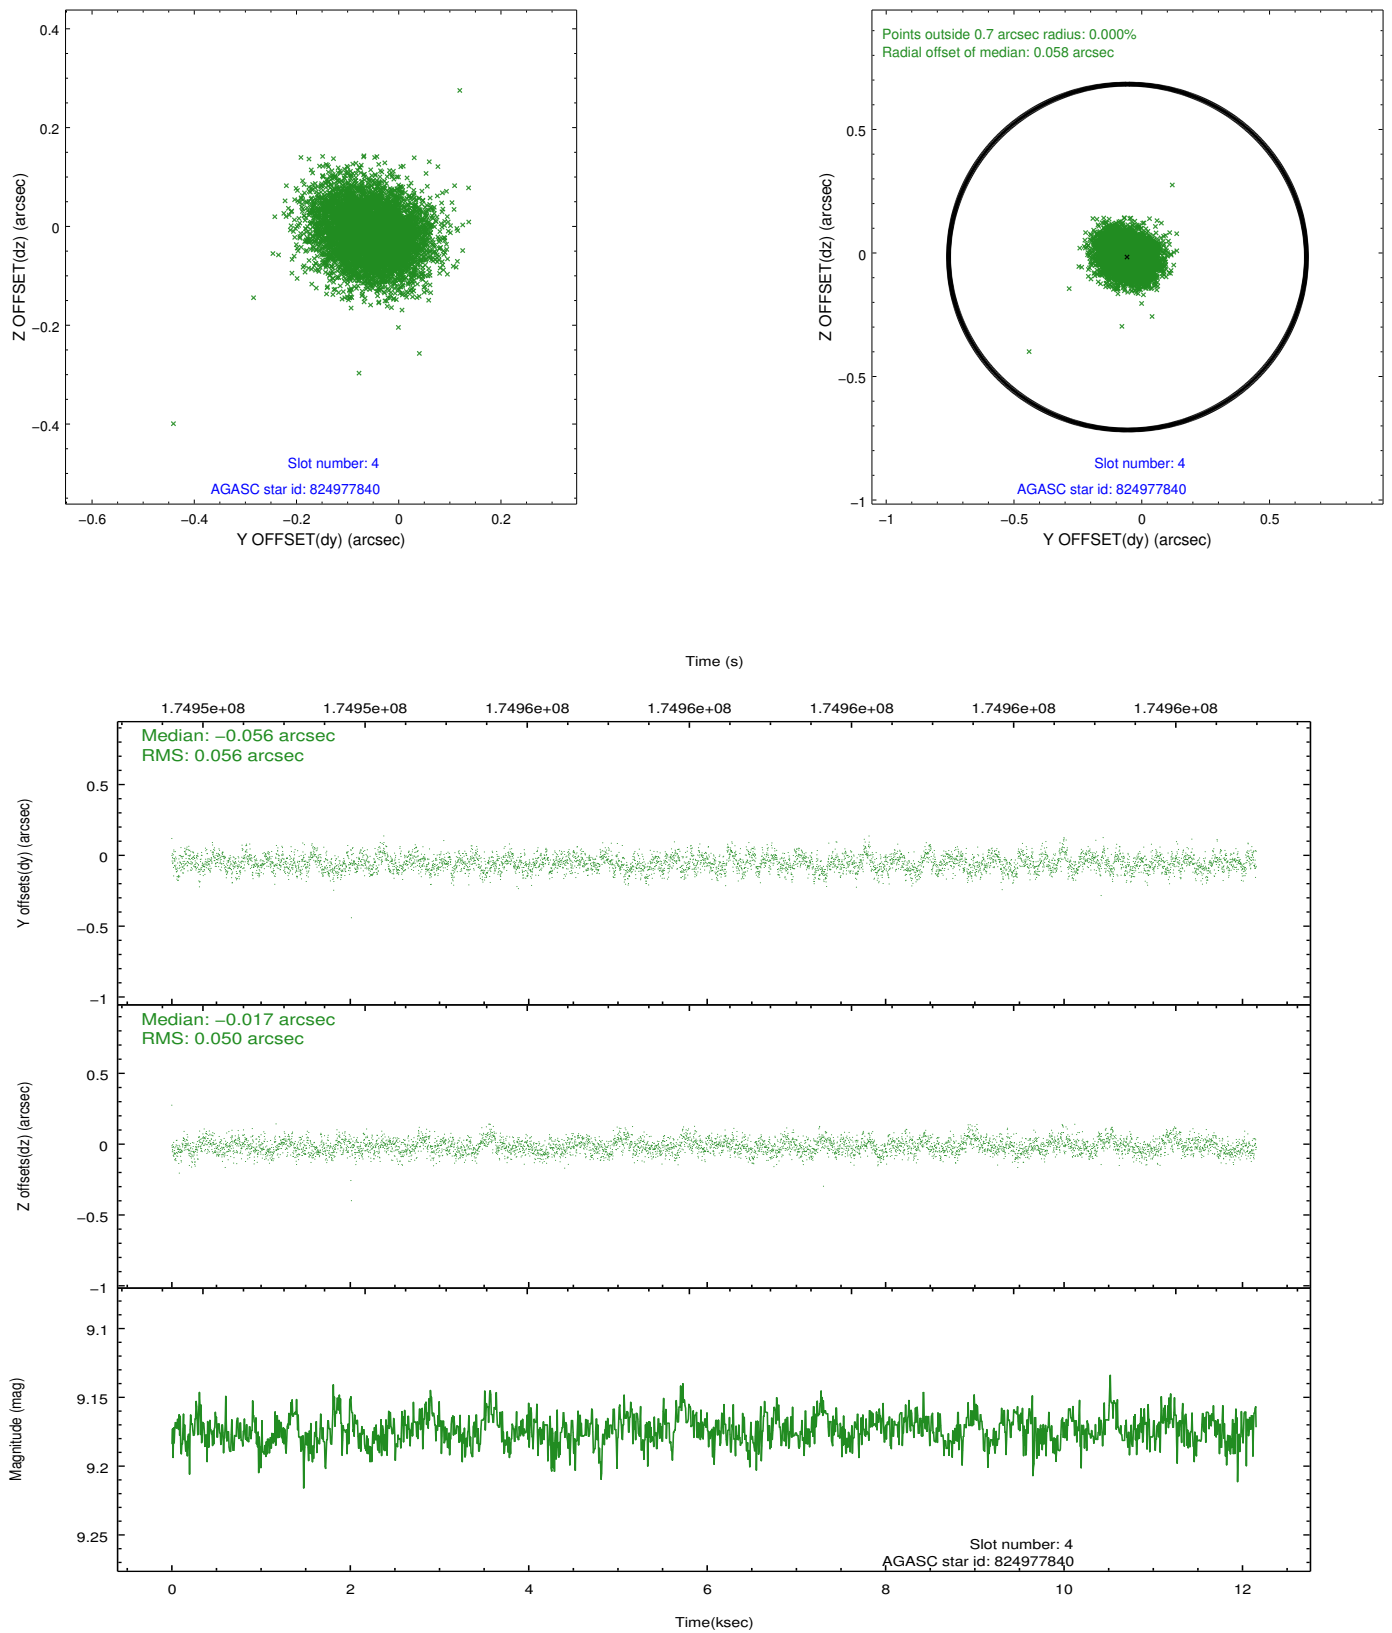 0.4
0.2
0
−0.2
−0.4
Z OFFSET(dz) (arcsec)
Slot number: 4
AGASC star id: 824977840
−0.6 −0.4 −0.2 0 0.2
Y OFFSET(dy) (arcsec)
Points outside 0.7 arcsec radius: 0.000%
Radial offset of median: 0.058 arcsec
0.5
0
−0.5
−1
Z OFFSET(dz) (arcsec)
Slot number: 4
AGASC star id: 824977840
−1 −0.5 0 0.5
Y OFFSET(dy) (arcsec)
Time (s)
1.7495e+08 1.7495e+08 1.7496e+08 1.7496e+08 1.7496e+08 1.7496e+08 1.7496e+08
Median: −0.056 arcsec
RMS: 0.056 arcsec
0.5
0
−0.5
−1
Y offsets(dy) (arcsec)
Median: −0.017 arcsec
RMS: 0.050 arcsec
0.5
0
−0.5
−1
Z offsets(dz) (arcsec)
9.1
9.15
9.2
9.25
Magnitude (mag)
Slot number: 4
AGASC star id: 824977840
0 2 4 6 8 10 12
Time(ksec)